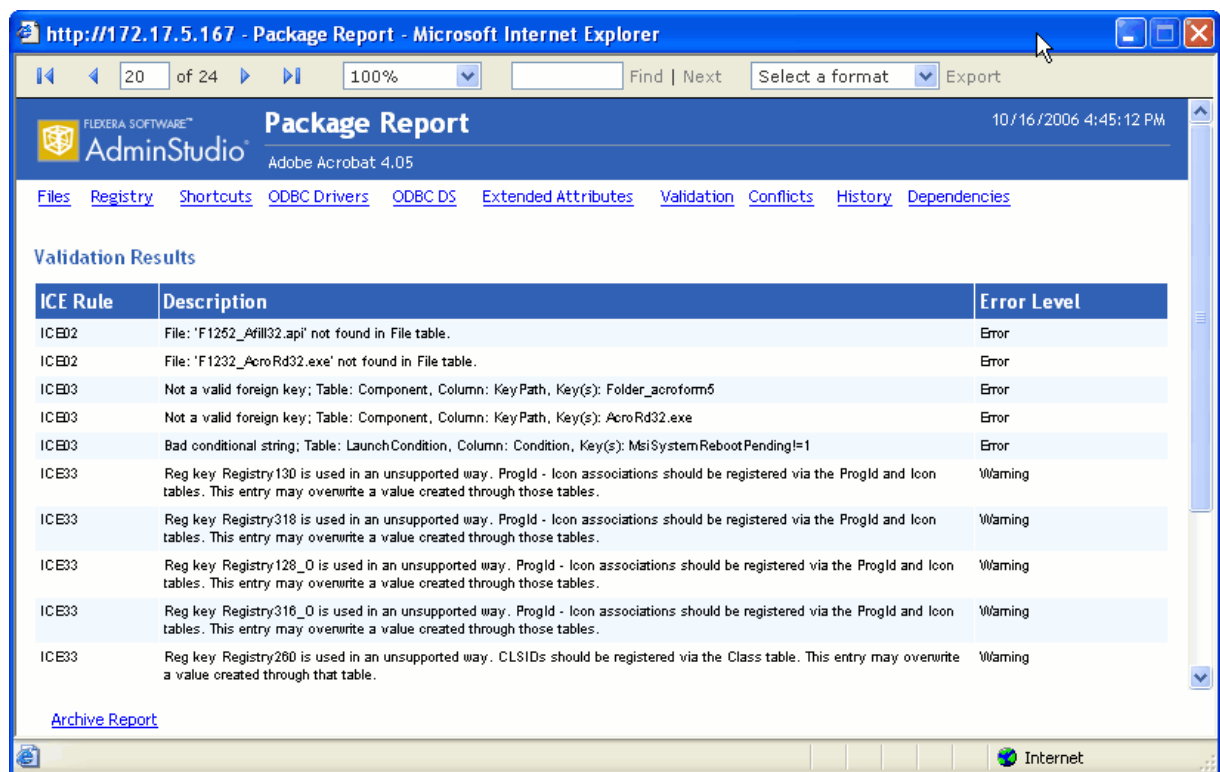 http://172.17.5.167 - Package Report - Microsoft Internet Explorer
20 of 24 100% Find | Next Select a format Export
FLEXERA SOFTWARE™
AdminStudio®
Package Report
10/16/2006 4:45:12 PM
Adobe Acrobat 4.05
Files Registry Shortcuts ODBC Drivers ODBC DS Extended Attributes Validation Conflicts History Dependencies
Validation Results
ICE Rule Description Error Level
ICE02 File: 'F1252_Afill32.api' not found in File table. Error
ICE02 File: 'F1232_AcroRd32.exe' not found in File table. Error
ICE03 Not a valid foreign key; Table: Component, Column: KeyPath, Key(s): Folder_acroform5 Error
ICE03 Not a valid foreign key; Table: Component, Column: KeyPath, Key(s): AcroRd32.exe Error
ICE03 Bad conditional string; Table: LaunchCondition, Column: Condition, Key(s): MsiSystemRebootPending!=1 Error
ICE33 Reg key Registry130 is used in an unsupported way. ProgId - Icon associations should be registered via the ProgId and Icon Warning
tables. This entry may overwrite a value created through those tables.
ICE33 Reg key Registry318 is used in an unsupported way. ProgId - Icon associations should be registered via the ProgId and Icon Warning
tables. This entry may overwrite a value created through those tables.
ICE33 Reg key Registry128_0 is used in an unsupported way. ProgId - Icon associations should be registered via the ProgId and Icon Warning
tables. This entry may overwrite a value created through those tables.
ICE33 Reg key Registry316_0 is used in an unsupported way. ProgId - Icon associations should be registered via the ProgId and Icon Warning
tables. This entry may overwrite a value created through those tables.
ICE33 Reg key Registry260 is used in an unsupported way. CLSIDs should be registered via the Class table. This entry may overwrite Warning
a value created through that table.
Archive Report
Internet